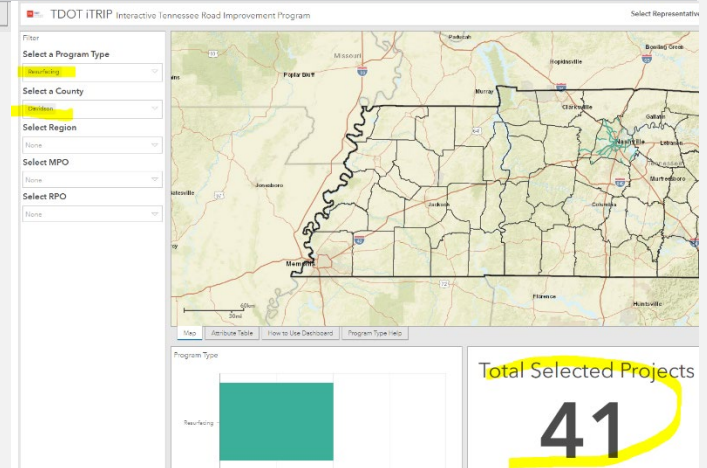 TDOT iTRIP Interactive Tennessee Road Improvement Program
Select Representative
Filter
Select a Program Type
Resurfacing
Select a County
Davidson
Select Region
None
Select MPO
None
Select RPO
None
Paducah
Missouri
Bowling Green
Hopkinsville
Poplar Bluff
Murray
Clarksville
Gallatin
Nashville
Lebanon
Jonesboro
Jackson
Columbia
Memphis
Florence
Huntsville
60km
30mi
Map
Attribute Table
How to Use Dashboard
Program Type Help
Program Type
Resurfacing
Total Selected Projects
41